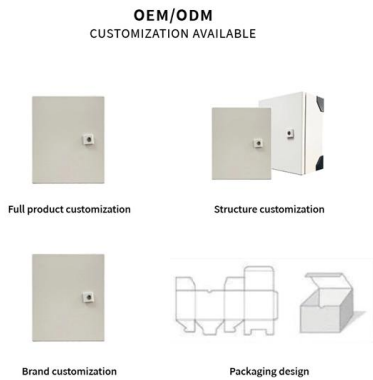 OEM/ODM
CUSTOMIZATION AVAILABLE
Full product customization
Structure customization
Brand customization
Packaging design